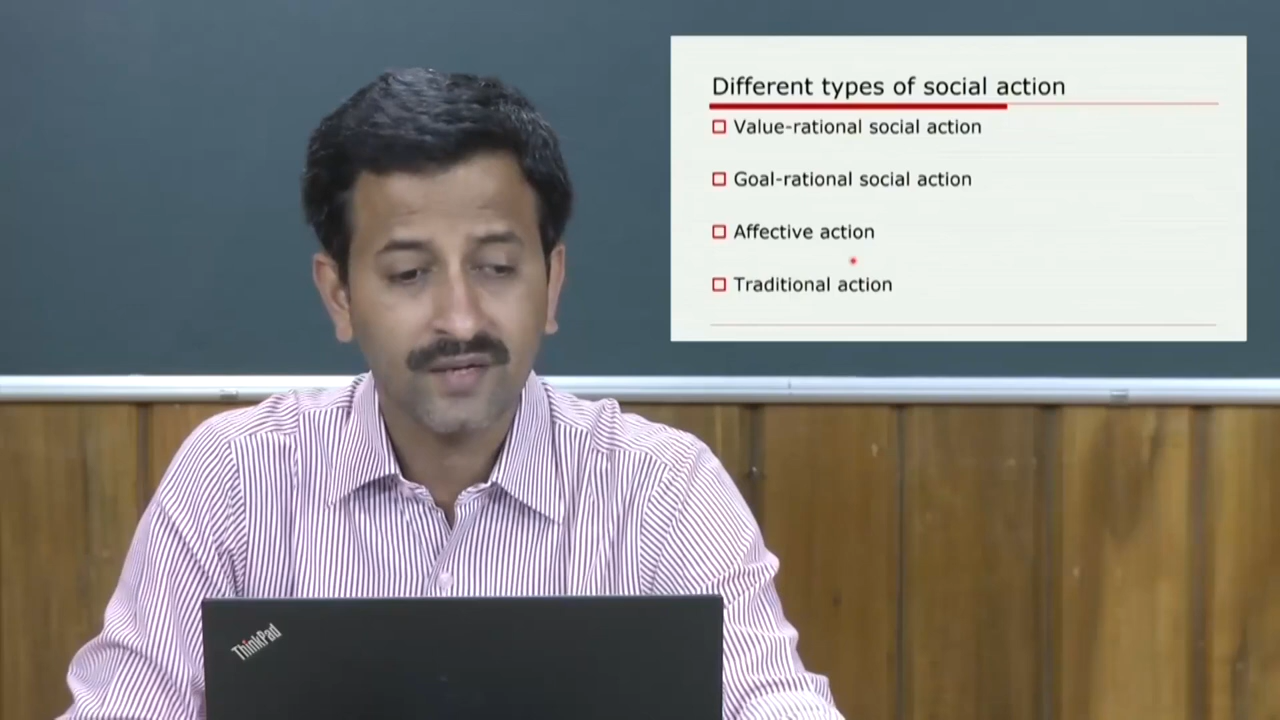 Different types of social action
Value-rational social action
Goal-rational social action
Affective action
Traditional action
ThinkPad